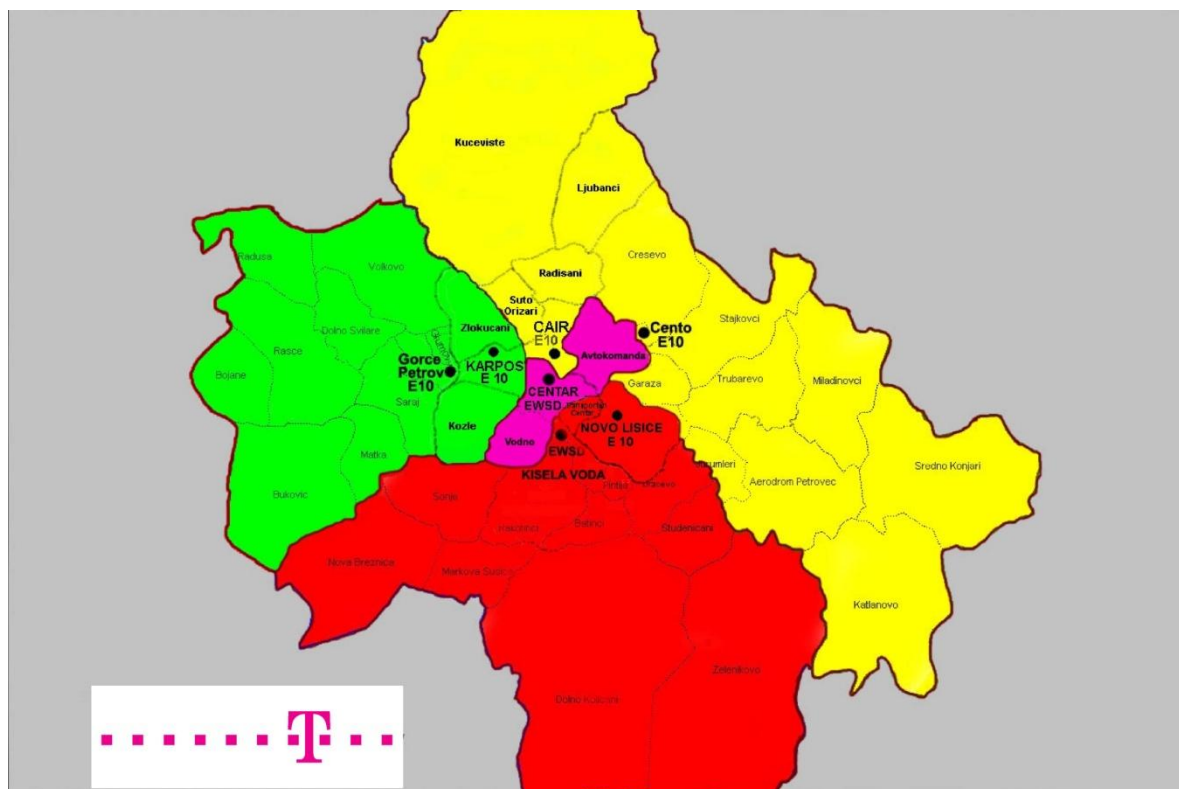 Kuceviste
Ljubanci
Cresevo
Radusa
Volkovo
Radisani
Suto
Orizari
Stajkovci
Zlokucani
CAIR
E10
Cento
E10
Dolno Svilare
Rasce
Avtokomanda
Gorce
Petrov
E10
KARPOS
E 10
Bojane
Garaza
Trubarevo
Miladinovci
CENTAR
EWSD
Saraj
Kozle
NOVO LISICE
E 10
Vodno
EWSD
Matka
KISELA VODA
Sredno Konjari
Aerodrom Petrovec
Bukovic
Sonje
Batinci
Studenicani
Nova Breznica
Markova Susica
Katlanovo
Zelenikovo
T